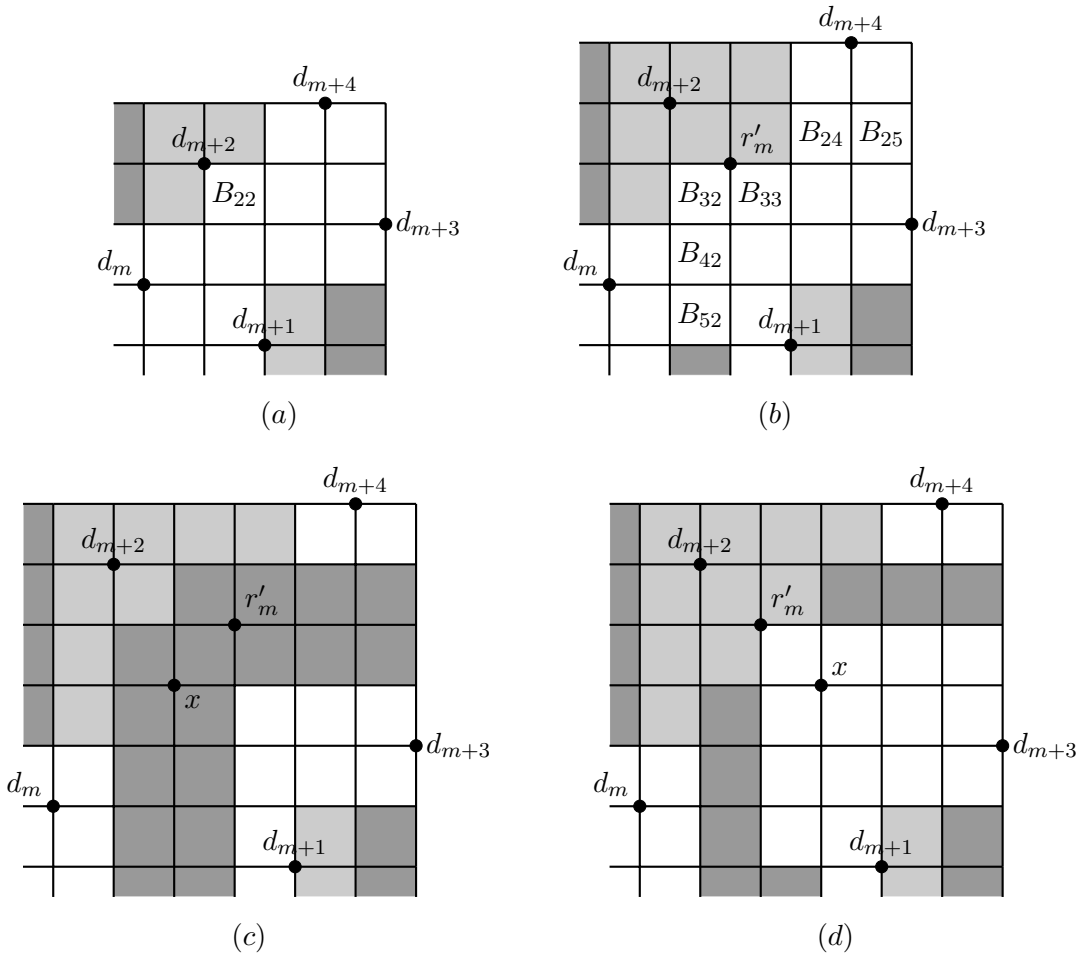 d_{m+4}
d_{m+2}
B_{22}
d_{m+3}
d_m
d_{m+1}
(a)
d_{m+4}
d_{m+2}
r'_m
B_{24} B_{25}
B_{32} B_{33}
d_{m+3}
d_m
B_{42}
B_{52}
d_{m+1}
(b)
d_{m+4}
d_{m+2}
r'_m
x
d_{m+3}
d_m
d_{m+1}
(c)
d_{m+4}
d_{m+2}
r'_m
x
d_{m+3}
d_m
d_{m+1}
(d)